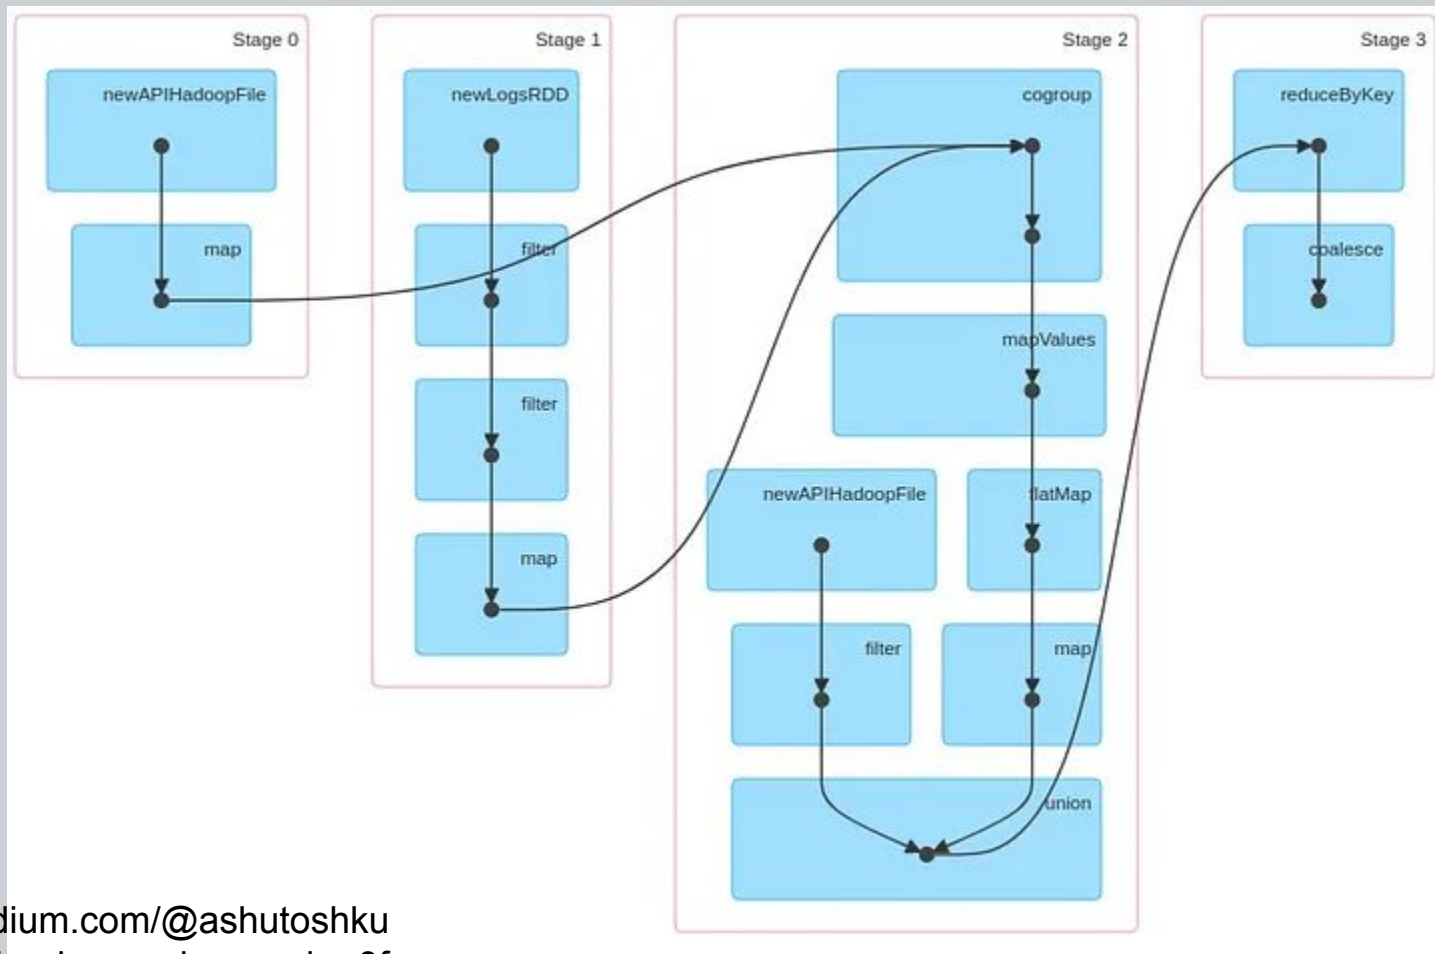 Stage 0
newAPIHadoopFile
map
Stage 1
newLogsRDD
filter
filter
map
Stage 2
cogroup
mapValues
newAPIHadoopFile
flatMap
filter
map
union
Stage 3
reduceByKey
coalesce
dium.com/@ashutoshku